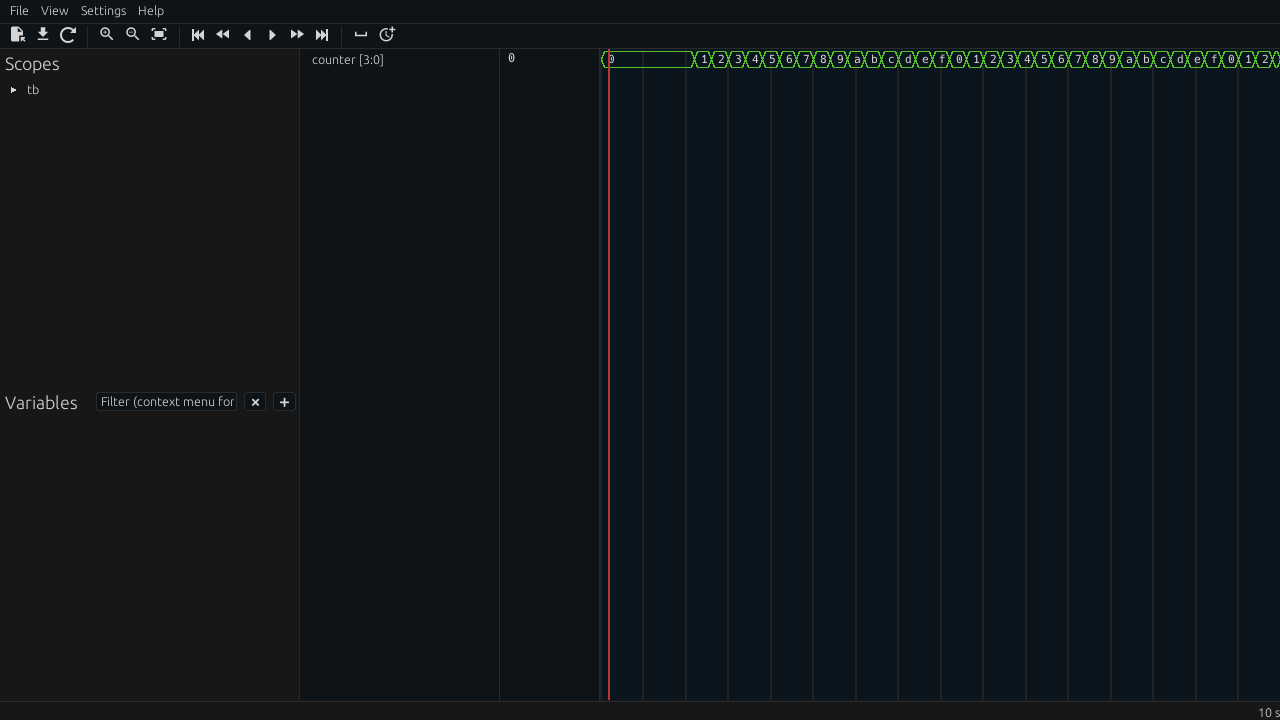 File View Settings Help
Scopes
counter [3:0] 0 0 1 2 3 4 5 6 7 8 9 a b c d e f 0 1 2 3 4 5 6 7 8 9 a b c d e f 0 1 2
tb
Variables Filter (context menu for
10 s